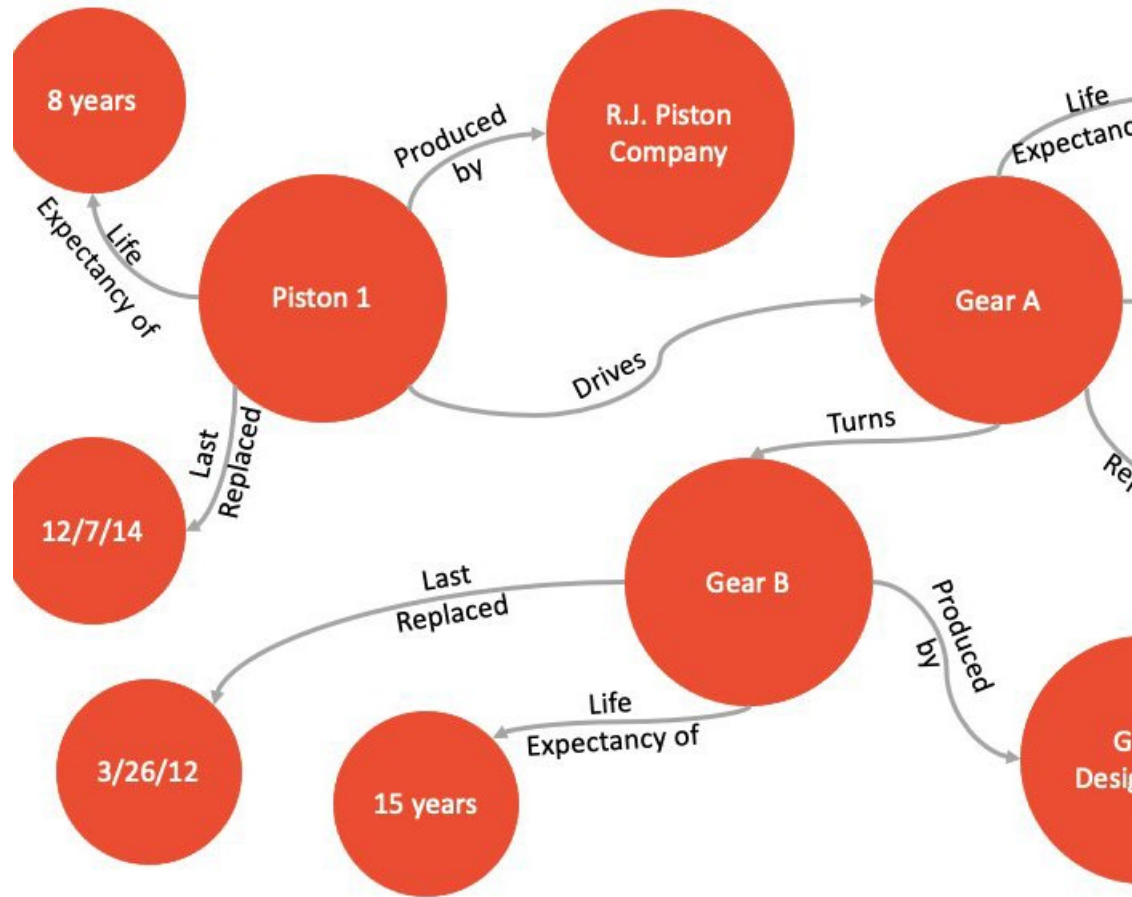 8 years
R.J. Piston
Company
Life
Produced
by
Life
Expectancy of
Piston 1
Gear A
Drives
Turns
Last
Replaced
12/7/14
Last
Replaced
Gear B
Produced
by
Life
Expectancy of
3/26/12
15 years